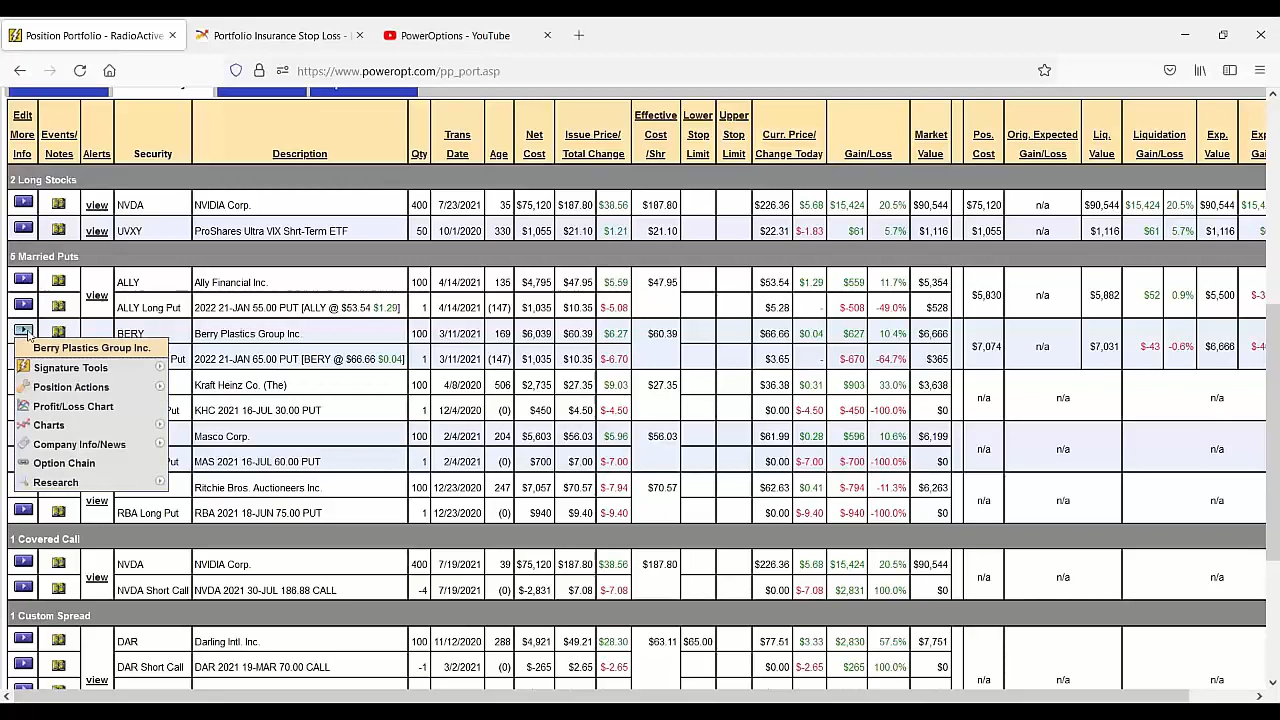 Position Portfolio - RadioActive
Portfolio Insurance Stop Loss -
PowerOptions - YouTube
https://www.poweropt.com/pp_port.asp
Edit More Info Events/ Notes Alerts Security Description Qty Trans Date Age Net Cost Issue Price/ Total Change Effective Cost /Shr Lower Stop Limit Upper Stop Limit Curr. Price/ Change Today Gain/Loss Market Value Pos. Cost Orig. Expected Gain/Loss Liq. Value Liquidation Gain/Loss Exp. Value Exp Gain
2 Long Stocks
view NVDA NVIDIA Corp. 400 7/23/2021 35 $75,120 $187.80 $38.56 $187.80 $226.36 $5.68 $15,424 20.5% $90,544 $75,120 n/a $90,544 $15,424 20.5% $90,544 $15,4
view UVXY ProShares Ultra VIX Shrt-Term ETF 50 10/1/2020 330 $1,055 $21.10 $1.21 $21.10 $22.31 $-1.83 $61 5.7% $1,116 $1,055 n/a $1,116 $61 5.7% $1,116 $6
5 Married Puts
ALLY Ally Financial Inc. 100 4/14/2021 135 $4,795 $47.95 $5.59 $47.95 $53.54 $1.29 $559 11.7% $5,354
view $5,830 n/a $5,882 $52 0.9% $5,500 $-3
ALLY Long Put 2022 21-JAN 55.00 PUT [ALLY @ $53.54 $1.29] 1 4/14/2021 (147) $1,035 $10.35 $-5.08 $5.28 - $-508 -49.0% $528
BERY Berry Plastics Group Inc. 100 3/11/2021 169 $6,039 $60.39 $6.27 $60.39 $66.66 $0.04 $627 10.4% $6,666
Berry Plastics Group Inc. $7,074 n/a $7,031 $-43 -0.6% $6,666 $-4
Put 2022 21-JAN 65.00 PUT [BERY @ $66.66 $0.04] 1 3/11/2021 (147) $1,035 $10.35 $-6.70 $3.65 - $-670 -64.7% $365
Signature Tools
Kraft Heinz Co. (The) 100 4/8/2020 506 $2,735 $27.35 $9.03 $27.35 $36.38 $0.31 $903 33.0% $3,638
Position Actions
n/a n/a n/a
Profit/Loss Chart
Put KHC 2021 16-JUL 30.00 PUT 1 12/4/2020 (0) $450 $4.50 $-4.50 $0.00 $-4.50 $-450 -100.0% $0
Charts
Masco Corp. 100 2/4/2021 204 $5,603 $56.03 $5.96 $56.03 $61.99 $0.28 $596 10.6% $6,199
Company Info/News
n/a n/a n/a
Option Chain
Put MAS 2021 16-JUL 60.00 PUT 1 2/4/2021 (0) $700 $7.00 $-7.00 $0.00 $-7.00 $-700 -100.0% $0
Research
Ritchie Bros. Auctioneers Inc. 100 12/23/2020 247 $7,057 $70.57 $-7.94 $70.57 $62.63 $0.41 $-794 -11.3% $6,263
view n/a n/a n/a
RBA Long Put RBA 2021 18-JUN 75.00 PUT 1 12/23/2020 (0) $940 $9.40 $-9.40 $0.00 $-9.40 $-940 -100.0% $0
1 Covered Call
NVDA NVIDIA Corp. 400 7/19/2021 39 $75,120 $187.80 $38.56 $187.80 $226.36 $5.68 $15,424 20.5% $90,544
view n/a n/a n/a
NVDA Short Call NVDA 2021 30-JUL 186.88 CALL -4 7/19/2021 (0) $-2,831 $7.08 $-7.08 $0.00 $-7.08 $2,831 100.0% $0
1 Custom Spread
DAR Darling Intl. Inc. 100 11/12/2020 288 $4,921 $49.21 $28.30 $63.11 $65.00 $77.51 $3.33 $2,830 57.5% $7,751
DAR Short Call DAR 2021 19-MAR 70.00 CALL -1 3/2/2021 (0) $-265 $2.65 $-2.65 $0.00 $-2.65 $265 100.0% $0
view n/a n/a n/a